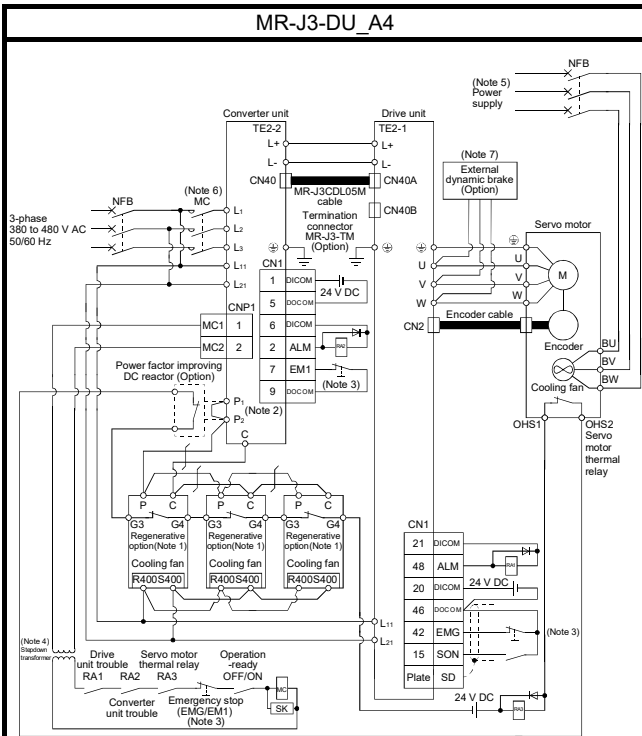 MR-J3-DU_A4
NFB
(Note 5)
Power
supply
Converter unit
Drive unit
TE2-2
TE2-1
L+
L+
L-
L-
CN40
CN40A
MR-J3CDL05M
cable
CN40B
Termination
connector
MR-J3-TM
(Option)
(Note 7)
External
dynamic brake
(Option)
Servo motor
(Note 6)
NFB
MC
3-phase
380 to 480 V AC
50/60 Hz
L1
L2
L3
L11
L21
CN1
1 DICOM
24 V DC
5 DOCOM
6 DICOM
2 ALM
RA2
7 EM1
(Note 3)
9 DOCOM
CNP1
MC1 1
MC2 2
U
V
W
U
V
W
M
CN2
Encoder cable
Encoder
BU
BV
BW
Cooling fan
OHS1
OHS2
Servo
motor
thermal
relay
Power factor improving
DC reactor (Option)
P1
P2
(Note 2)
C
P C
P C
P C
G3 G4
G3 G4
G3 G4
Regenerative
option(Note 1)
Regenerative
option(Note 1)
Regenerative
option(Note 1)
Cooling fan
Cooling fan
Cooling fan
R400S400
R400S400
R400S400
CN1
21 DICOM
48 ALM
RA1
20 DICOM
24 V DC
46 DOCOM
42 EMG
(Note 3)
15 SON
Plate SD
L11
L21
(Note 4)
Stepdown
transformer
Drive
unit trouble
RA1
Converter
unit trouble
RA2
Servo motor
thermal relay
RA3
Emergency stop
(EMG/EM1)
(Note 3)
Operation
-ready
OFF/ON
MC
SK
24 V DC
RA3